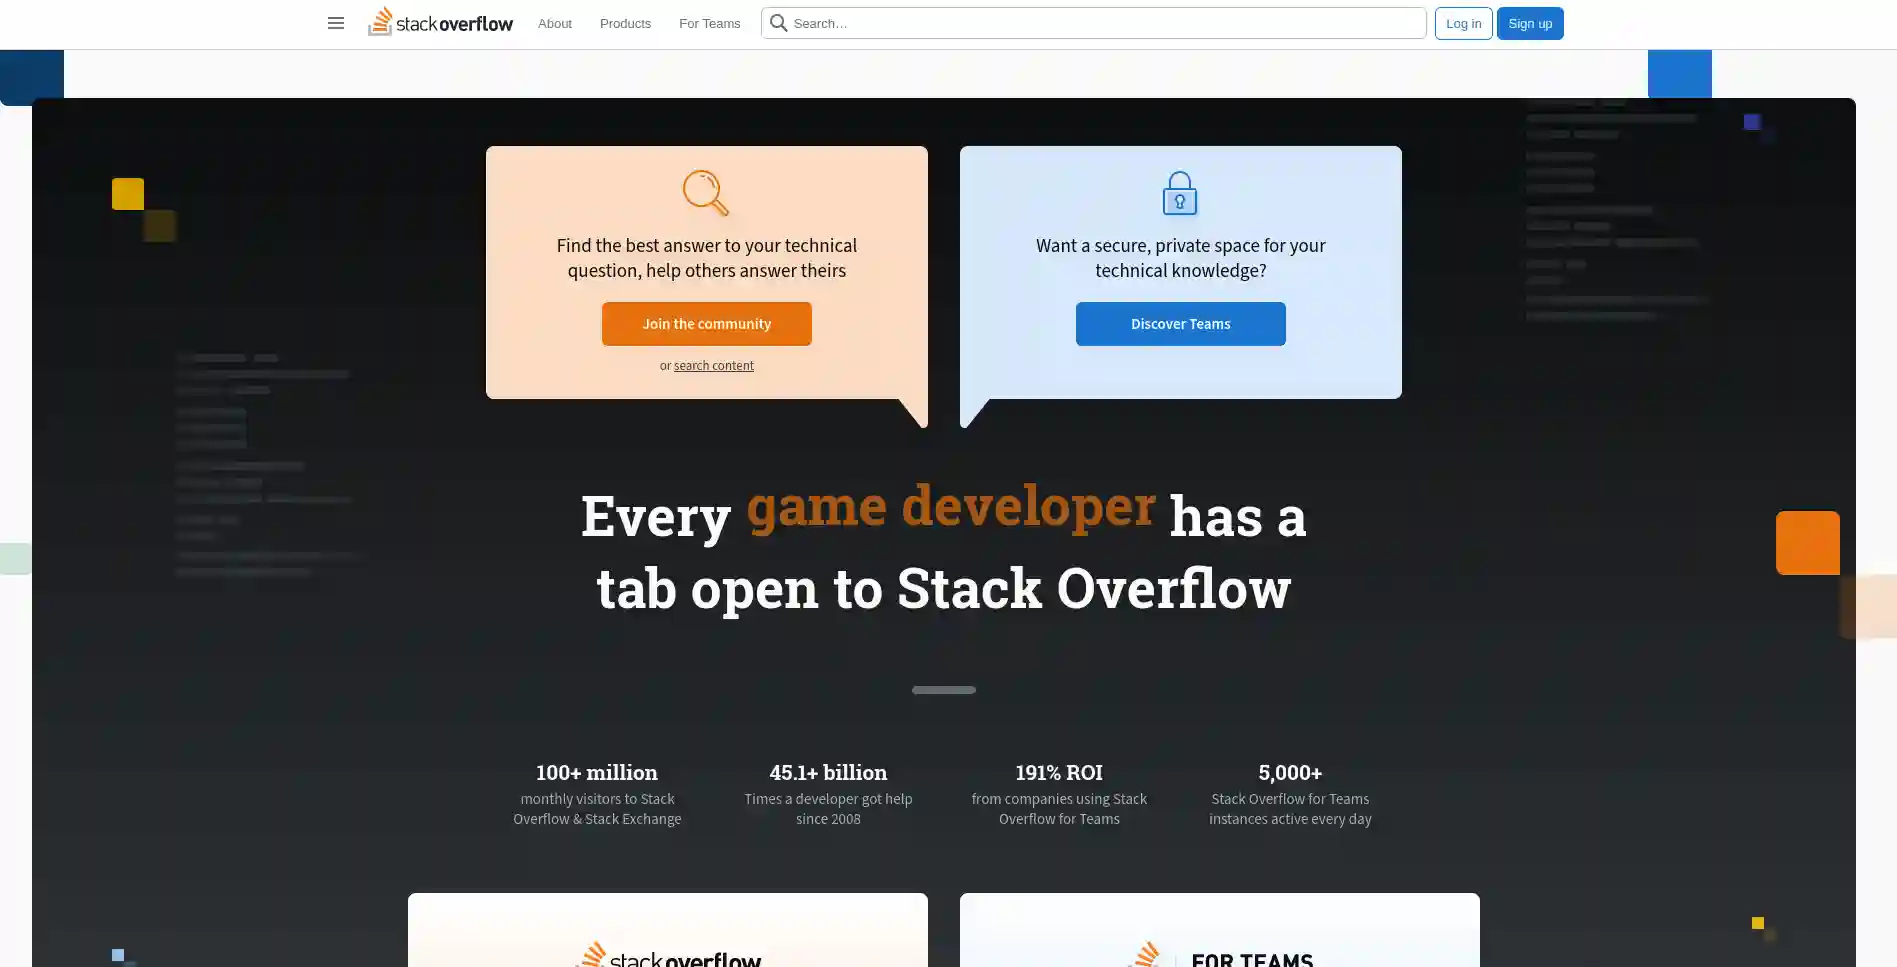 stack overflow
About
Products
For Teams
Search…
Log in
Sign up
Find the best answer to your technical
question, help others answer theirs
Join the community
or search content
Want a secure, private space for your
technical knowledge?
Discover Teams
Every game developer has a
tab open to Stack Overflow
100+ million
monthly visitors to Stack
Overflow & Stack Exchange
45.1+ billion
Times a developer got help
since 2008
191% ROI
from companies using Stack
Overflow for Teams
5,000+
Stack Overflow for Teams
instances active every day
stack overflow
FOR TEAMS